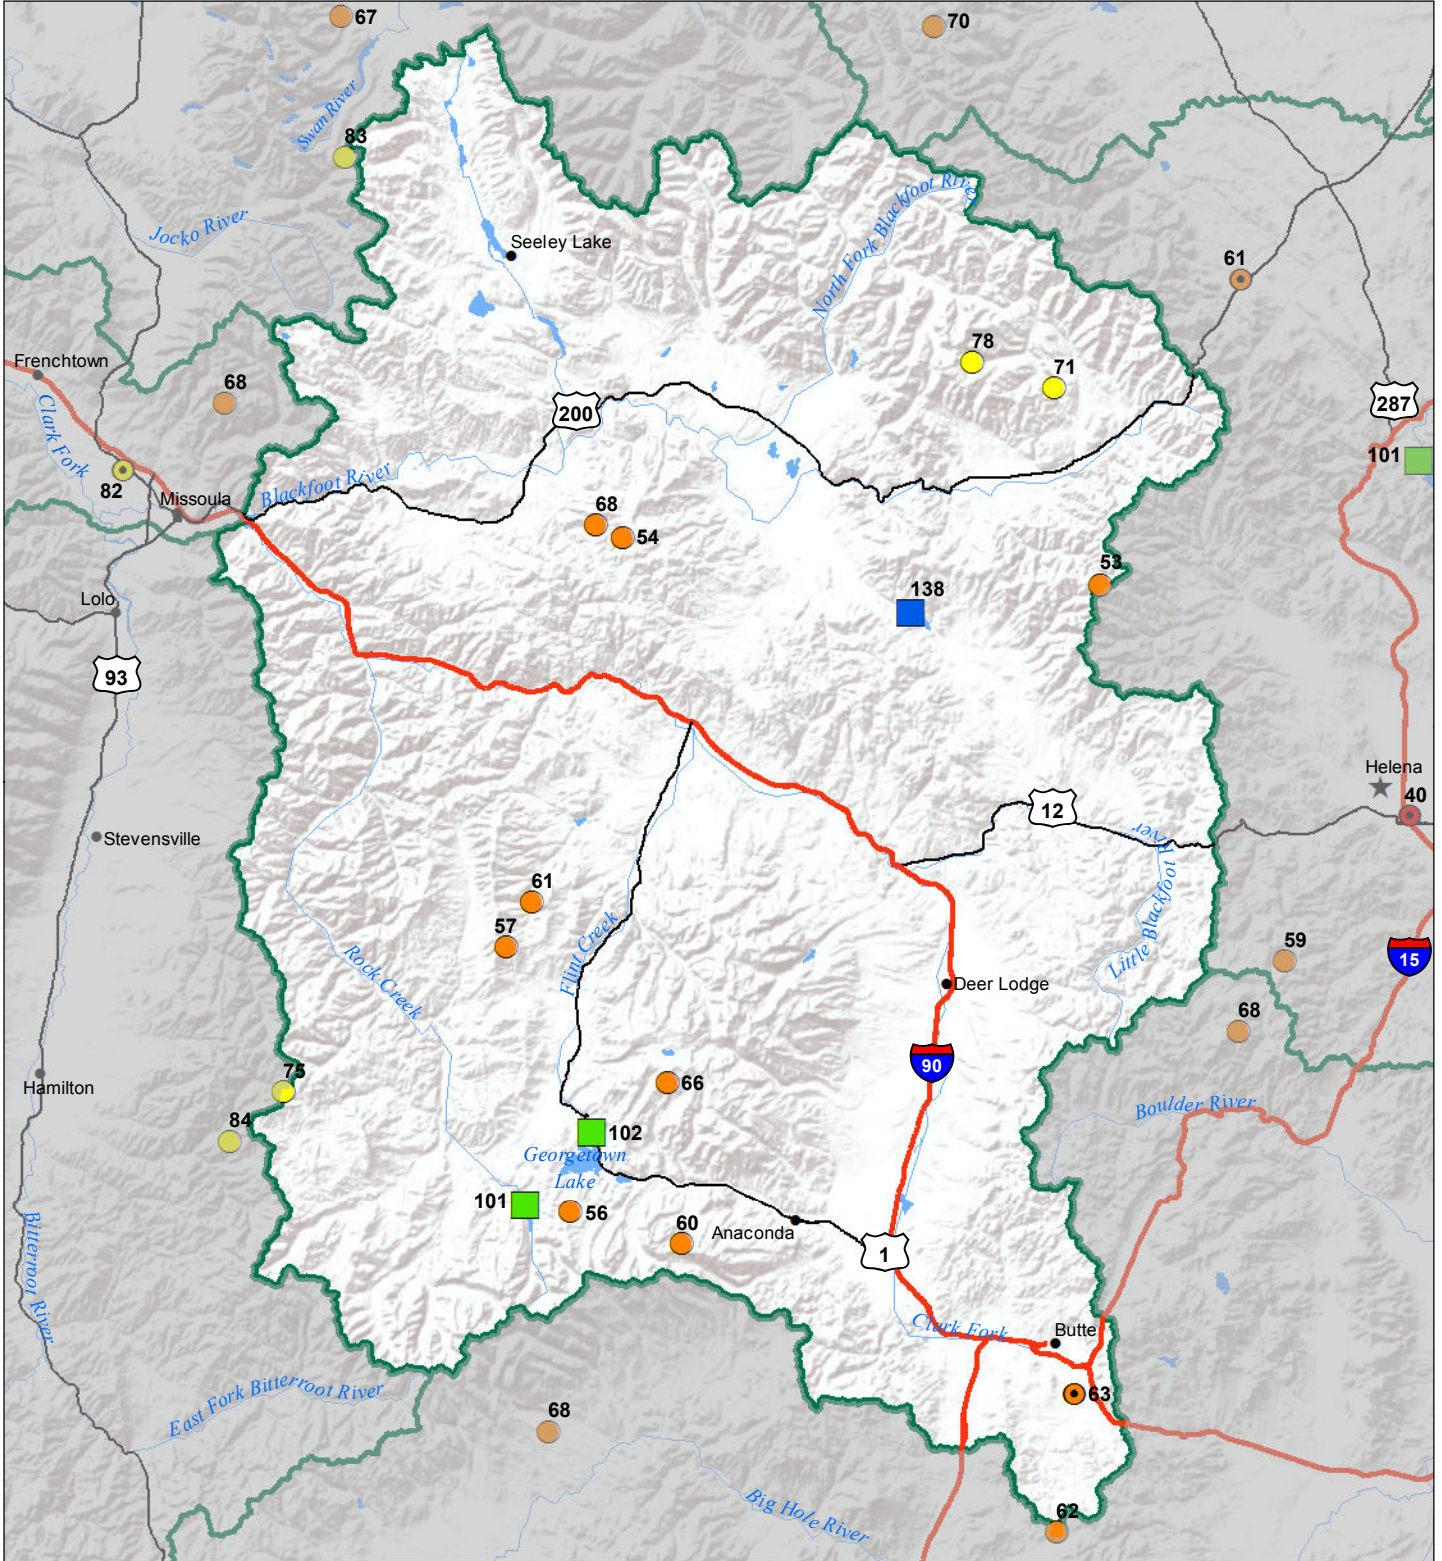 67
70
Swan River
83
Jocko River
Seeley Lake
North Fork Blackfoot River
61
Frenchtown
68
78
71
200
287
Clark Fork
101
82
Missoula
Blackfoot River
68
54
53
138
Lolo
93
Helena
40
12
Stevensville
Little Blackfoot River
61
57
Flint Creek
Rock Creek
59
15
Deer Lodge
68
90
75
Hamilton
66
84
Boulder River
102
Georgetown
Lake
101
56
60
Anaconda
1
Bitterroot River
Clark Fork
Butte
63
East Fork Bitterroot River
68
Big Hole River
62